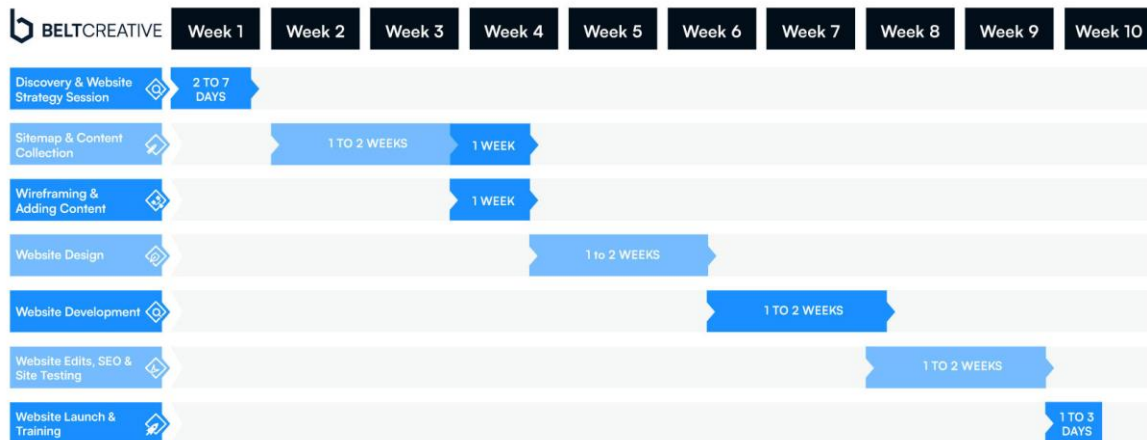 BELTCREATIVE Week 1 Week 2 Week 3 Week 4 Week 5 Week 6 Week 7 Week 8 Week 9 Week 10
Discovery & Website
Strategy Session
2 TO 7
DAYS
Sitemap & Content
Collection
1 TO 2 WEEKS 1 WEEK
Wireframing &
Adding Content
1 WEEK
Website Design 1 to 2 WEEKS
Website Development 1 TO 2 WEEKS
Website Edits, SEO &
Site Testing
1 TO 2 WEEKS
Website Launch &
Training
1 TO 3
DAYS